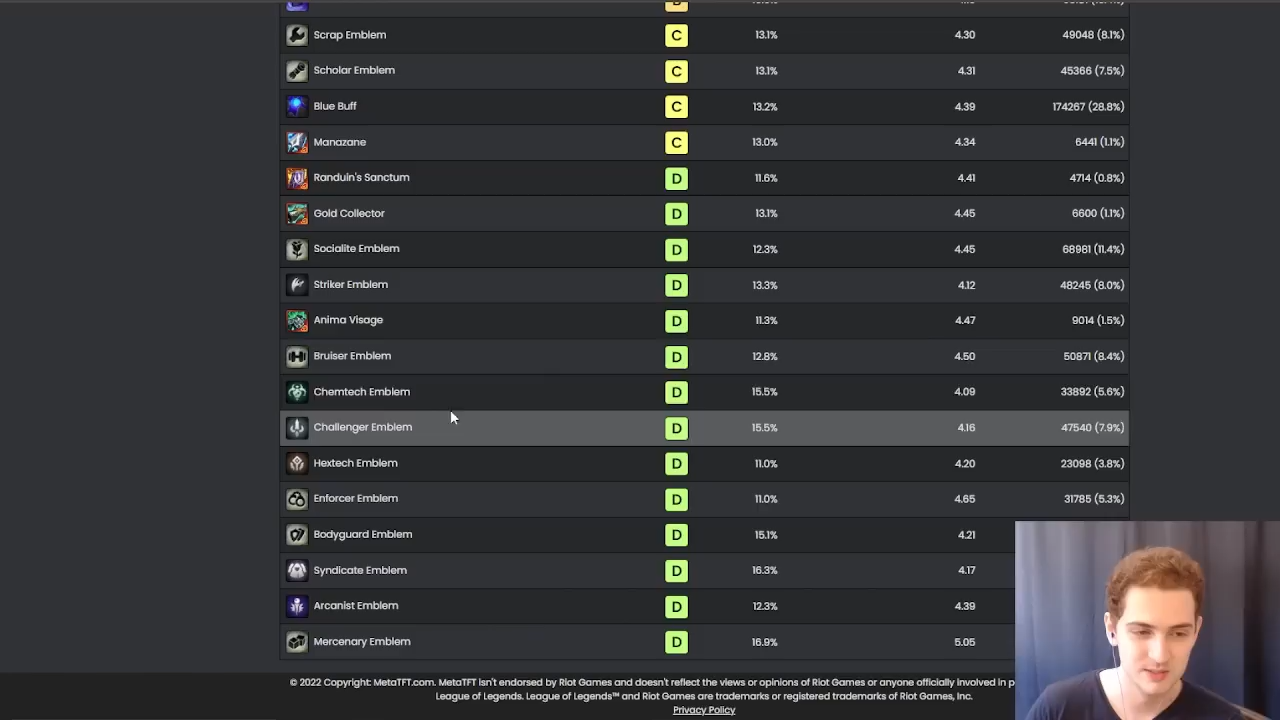 Scrap Emblem C 13.1% 4.30 49048 (8.1%)
Scholar Emblem C 13.1% 4.31 45366 (7.5%)
Blue Buff C 13.2% 4.39 174267 (28.8%)
Manazane C 13.0% 4.34 6441 (1.1%)
Randuin's Sanctum D 11.6% 4.41 4714 (0.8%)
Gold Collector D 13.1% 4.45 6600 (1.1%)
Socialite Emblem D 12.3% 4.45 68981 (11.4%)
Striker Emblem D 13.3% 4.12 48245 (8.0%)
Anima Visage D 11.3% 4.47 9014 (1.5%)
Bruiser Emblem D 12.8% 4.50 50871 (8.4%)
Chemtech Emblem D 15.5% 4.09 33892 (5.6%)
Challenger Emblem D 15.5% 4.16 47540 (7.9%)
Hextech Emblem D 11.0% 4.20 23098 (3.8%)
Enforcer Emblem D 11.0% 4.65 31785 (5.3%)
Bodyguard Emblem D 15.1% 4.21
Syndicate Emblem D 16.3% 4.17
Arcanist Emblem D 12.3% 4.39
Mercenary Emblem D 16.9% 5.05
© 2022 Copyright: MetaTFT.com. MetaTFT isn't endorsed by Riot Games and doesn't reflect the views or opinions of Riot Games or anyone officially involved in p
League of Legends. League of Legends™ and Riot Games are trademarks or registered trademarks of Riot Games, Inc.
Privacy Policy